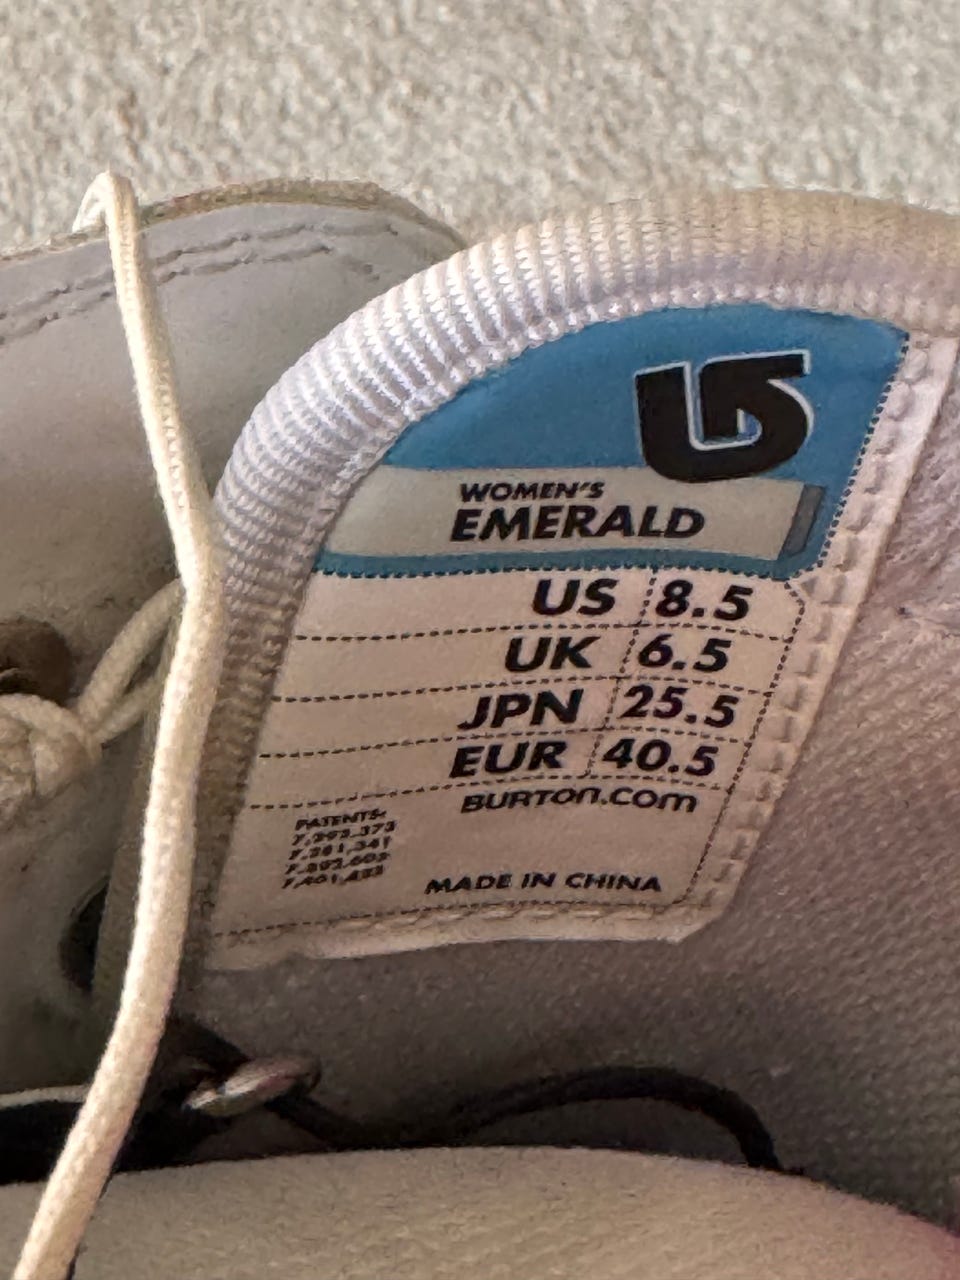 WOMEN'S
EMERALD
US 8.5
UK 6.5
JPN 25.5
EUR 40.5
BURTON.COM
PATENTS:
MADE IN CHINA